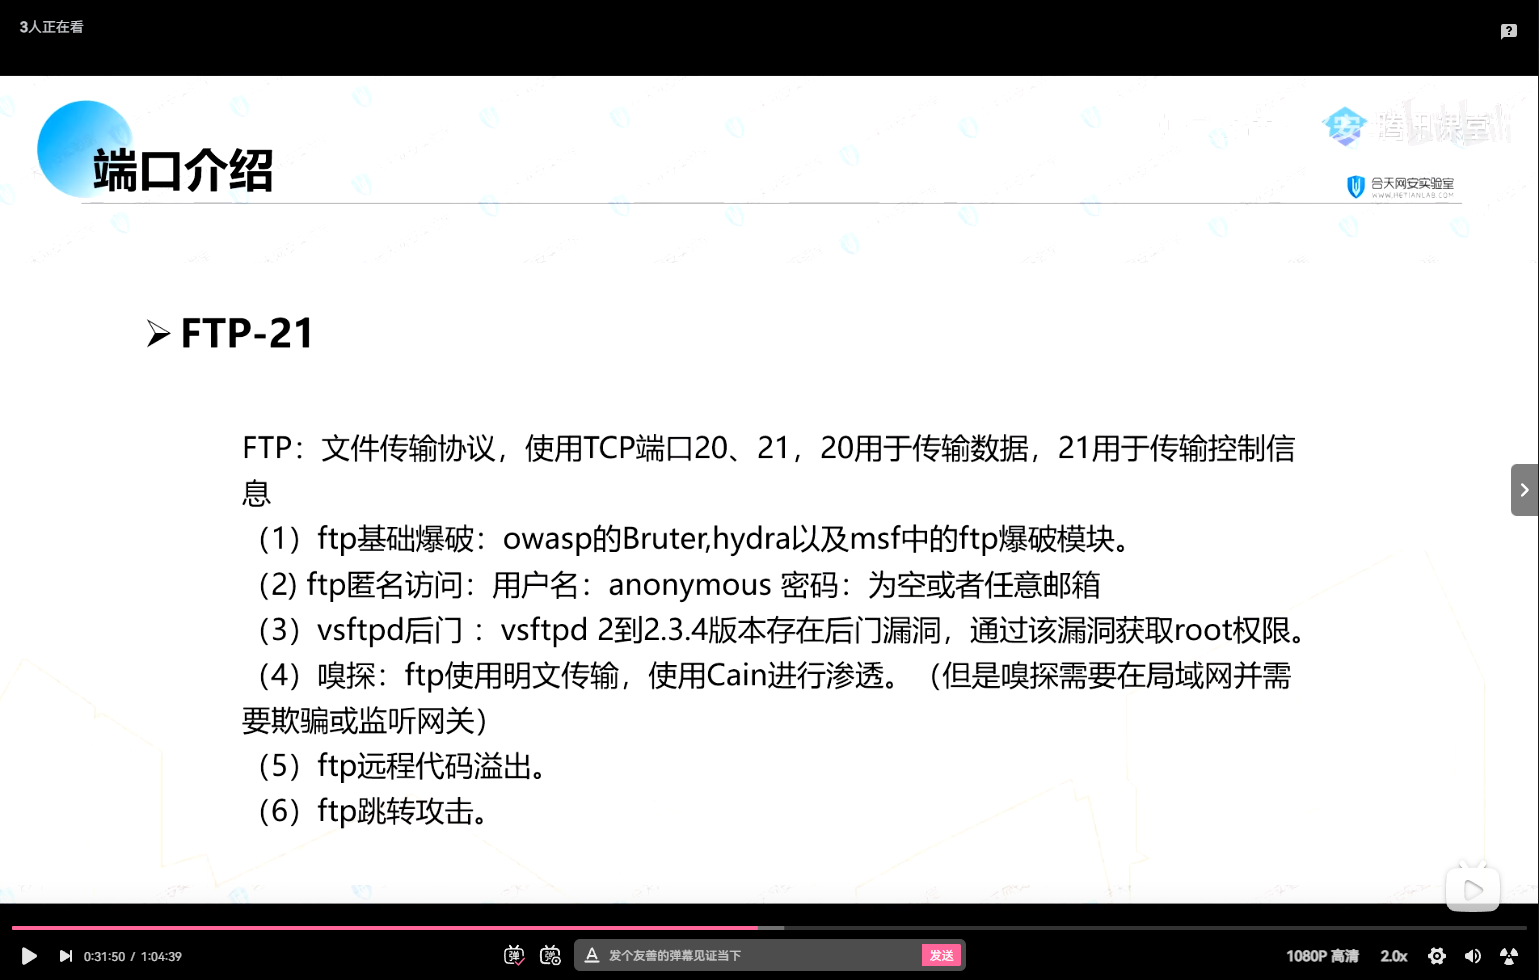 3人正在看
端口介绍
腾讯课堂
合天网安实验室
WWW.HETIANLAB.COM
➢ FTP-21
FTP：文件传输协议，使用TCP端口20、21，20用于传输数据，21用于传输控制信
息
（1）ftp基础爆破：owasp的Bruter,hydra以及msf中的ftp爆破模块。
（2) ftp匿名访问：用户名：anonymous 密码：为空或者任意邮箱
（3）vsftpd后门 ：vsftpd 2到2.3.4版本存在后门漏洞，通过该漏洞获取root权限。
（4）嗅探：ftp使用明文传输，使用Cain进行渗透。（但是嗅探需要在局域网并需
要欺骗或监听网关）
（5）ftp远程代码溢出。
（6）ftp跳转攻击。
0:31:50 / 1:04:39
弹
弹
A
发个友善的弹幕见证当下
发送
1080P 高清
2.0x